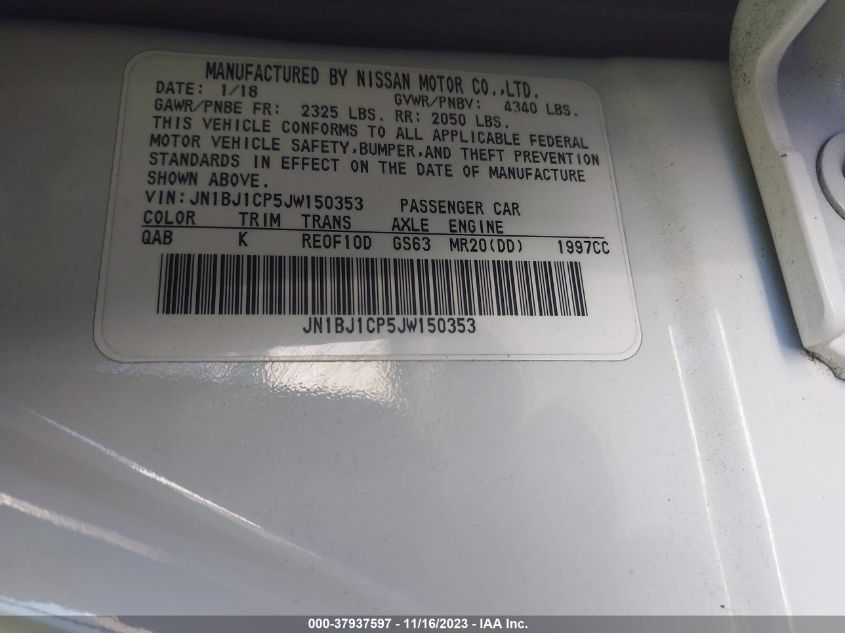 MANUFACTURED BY NISSAN MOTOR CO.,LTD.
DATE: 1/18 GVWR/PNBV: 4340 LBS.
GAWR/PNBE FR: 2325 LBS. RR: 2050 LBS.
THIS VEHICLE CONFORMS TO ALL APPLICABLE FEDERAL
MOTOR VEHICLE SAFETY,BUMPER,AND THEFT PREVENTION
STANDARDS IN EFFECT ON THE DATE OF MANUFACTURE
SHOWN ABOVE.
VIN:JN1BJ1CP5JW150353 PASSENGER CAR
COLOR TRIM TRANS AXLE ENGINE
QAB K RE0F10D GS63 MR20(DD) 1997CC
JN1BJ1CP5JW150353
000-37937597 - 11/16/2023 - IAA Inc.